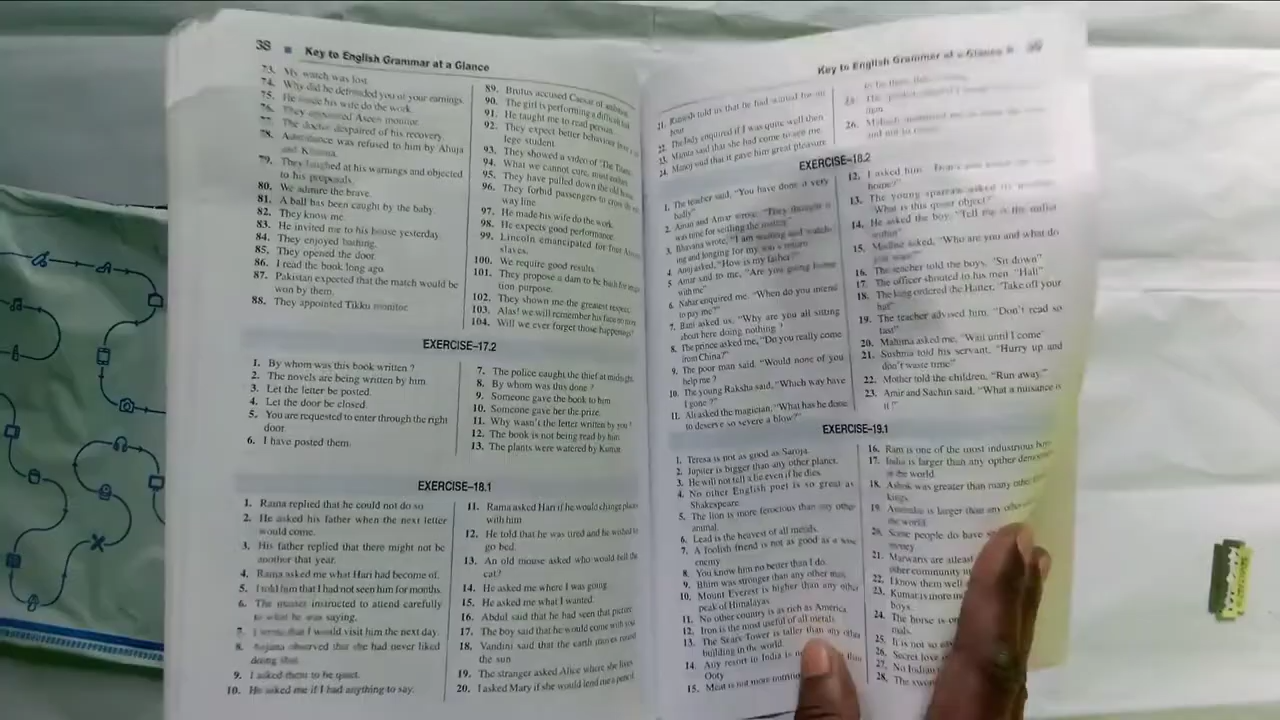 38 ■ Key to English Grammar at a Glance
73. My watch was lost.
74. Why did he defraud you of your earnings.
75. He made his wife do the work.
76. They appointed Aseem monitor.
77. The doctor despaired of his recovery.
78. Admittance was refused to him by Ahuja
and Khanna.
79. They laughed at his warnings and objected
to his proposals.
80. We admire the brave.
81. A ball has been caught by the baby.
82. They know me.
83. He invited me to his house yesterday.
84. They enjoyed bathing.
85. They opened the door.
86. I read the book long ago.
87. Pakistan expected that the match would be
won by them.
88. They appointed Tikku monitor.
89. Brutus accused Caesar of
90. The girl is performing a difficult
91. He taught me to read Persian.
92. They expect better behaviour
lege student.
93. They showed a video of 'The
94. What we cannot cure, must
95. They have pulled down the old
96. They forbid passengers to cross
way line
97. He made his wife do the work.
98. He expects good performance.
99. Lincoln emancipated
slaves.
100. We require good results.
101. They propose a dam to be built for
tion purpose.
102. They shown me the greatest respect.
103. Alas! we will remember his face no more
104. Will we ever forget those happenings?
EXERCISE–17.2
1. By whom was this book written ?
2. The novels are being written by him.
3. Let the letter be posted.
4. Let the door be closed.
5. You are requested to enter through the right
door.
6. I have posted them.
7. The police caught the thief at midnight.
8. By whom was this done ?
9. Someone gave the book to him.
10. Someone gave her the prize.
11. Why wasn't the letter written by you ?
12. The book is not being read by him.
13. The plants were watered by Kunti.
EXERCISE–18.1
1. Rama replied that he could not do so.
2. He asked his father when the next letter
would come.
3. His father replied that there might not be
another that year.
4. Rama asked me what Hari had become of.
5. I told him that I had not seen him for months.
6. The master instructed to attend carefully
to what he was saying.
7. I wrote that I would visit him the next day.
8. Sujana observed that she had never liked
doing that.
9. I asked them to be quiet.
10. He asked me if I had anything to say.
11. Rama asked Hari if he would change places
with him.
12. He told that he was tired and he wished to
go bed.
13. An old mouse asked who would bell the
cat?
14. He asked me where I was going.
15. He asked me what I wanted.
16. Abdul said that he had seen that picture.
17. The boy said that he would come with you
18. Vandini said that the earth moves round
the sun
19. The stranger asked Alice where she lives
20. I asked Mary if she would lend me a pencil
Key to English Grammar at a Glance ■
21. Ramesh told us that he had waited for an
hour
22. The lady enquired if I was quite well then
23. Mamta said that she had come to see me.
24. Manoj said that it gave him great pleasure
26.
and not to
EXERCISE–18.2
1. The teacher said, "You have done it very
badly"
2. Aman and Amar wrote, "They thought it
was time for settling the matter"
3. Bhavana wrote, "I am waiting and watch-
ing and longing for my son's return
4. Anuj asked, "How is my father?"
5. Amar said to me, "Are you going home
with me"
6. Nahar enquired me, "When do you intend
to pay me?"
7. Bani asked us, "Why are you all sitting
about here doing nothing ?
8. The prince asked me, "Do you really come
from China?"
9. The poor man said, "Would none of you
help me ?
10. The young Raksha said, "Which way have
I gone ?"
11. Ali asked the magician, "What has he done
to deserve so severe a blow?"
12. I asked him, "Don't you know the way
home?"
13. The young sparrow asked its mother,
"What is this queer object?"
14. He asked the boy, "Tell me is the
within"
15. Madhu asked, "Who are you and what do
you want"
16. The teacher told the boys, "Sit down"
17. The officer shouted to his men "Halt"
18. The king ordered the Hatter, "Take off your
hat"
19. The teacher advised him, "Don't read so
fast"
20. Mahima asked me, "Wait until I come"
21. Sushma told his servant, "Hurry up and
don't waste time"
22. Mother told the children, "Run away."
23. Amir and Sachin said, "What a nuisance is
it !"
EXERCISE–19.1
1. Teresa is not as good as Saroja.
2. Jupiter is bigger than any other planet.
3. He will not tell a lie even if he dies.
4. No other English poet is so great as
Shakespeare
5. The lion is more ferocious than any other
animal.
6. Lead is the heavest of all metals.
7. A foolish friend is not as good as a wise
enemy
8. You know him no better than I do.
9. Bhim was stronger than any other man.
10. Mount Everest is higher than any other
peak of Himalayas.
11. No other country is as rich as America.
12. Iron is the most useful of all metals.
13. The Sears Tower is taller than any other
building in the world.
14. Any resort to India is no than
Ooty
15. Meat is not more nutritio
16. Ram is one of the most industrious boys
17. India is larger than any opther
in the world.
18. Ashok was greater than many other
kings.
19. Australia is larger than any other
the world.
20. Some people do have
money
21. Marwaris are atleast
other community
22. I know them well
23. Kumar is more
boys.
24. The horse is
mals.
25. It is not so
26. Secret love
27. No Indian
28. The